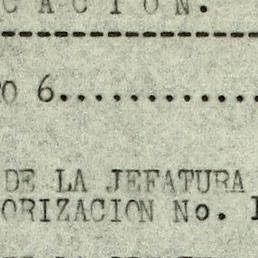 CACION.
O 6..............
DE LA JEFATURA
ORIZACION No.